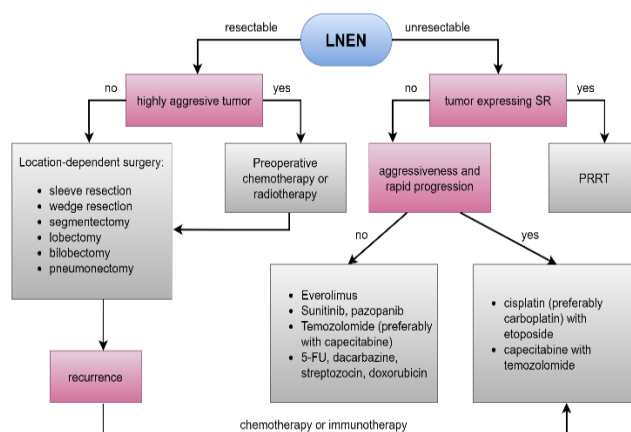 resectable
LNEN
unresectable
no
highly aggresive tumor
yes
no
tumor expressing SR
yes
Location-dependent surgery:
• sleeve resection
• wedge resection
• segmentectomy
• lobectomy
• bilobectomy
• pneumonectomy
Preoperative
chemotherapy or
radiotherapy
aggressiveness and
rapid progression
PRRT
no
yes
• Everolimus
• Sunitinib, pazopanib
• Temozolomide (preferably
with capecitabine)
• 5-FU, dacarbazine,
streptozocin, doxorubicin
• cisplatin (preferably
carboplatin) with
etoposide
• capecitabine with
temozolomide
recurrence
chemotherapy or immunotherapy